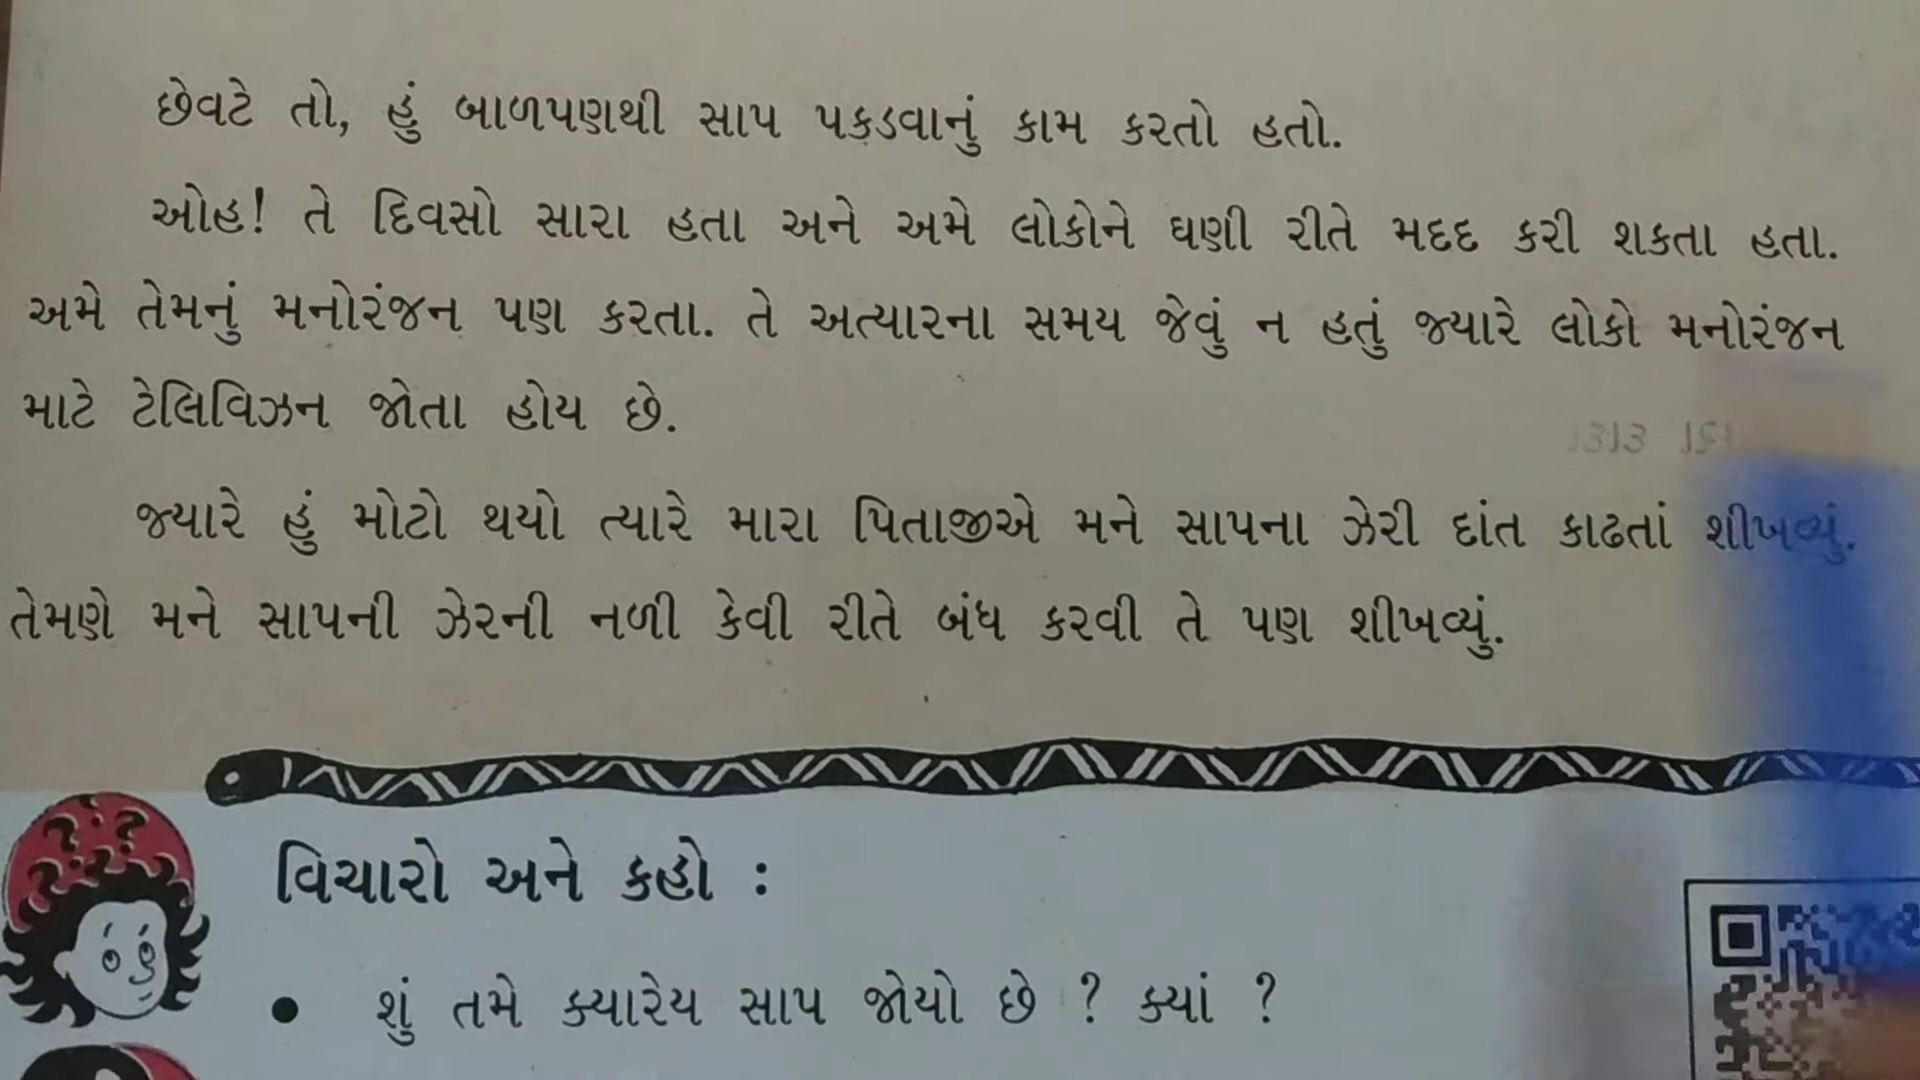 છેવટે તો, હું બાળપણથી સાપ પકડવાનું કામ કરતો હતો.
ઓહ! તે દિવસો સારા હતા અને અમે લોકોને ઘણી રીતે મદદ કરી શકતા હતા.
અમે તેમનું મનોરંજન પણ કરતા. તે અત્યારના સમય જેવું ન હતું જ્યારે લોકો મનોરંજન
માટે ટેલિવિઝન જોતા હોય છે.
જ્યારે હું મોટો થયો ત્યારે મારા પિતાજીએ મને સાપના ઝેરી દાંત કાઢતાં શીખવ્યું.
તેમણે મને સાપની ઝેરની નળી કેવી રીતે બંધ કરવી તે પણ શીખવ્યું.
વિચારો અને કહો :
• શું તમે ક્યારેય સાપ જોયો છે ? ક્યાં ?